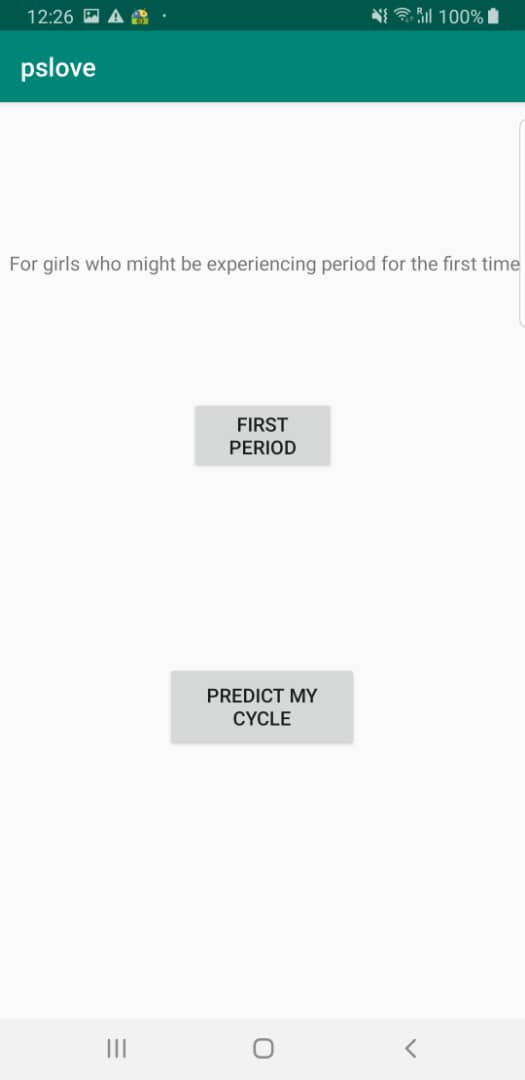 12:26 100%
pslove
For girls who might be experiencing period for the first time
FIRST
PERIOD
PREDICT MY
CYCLE